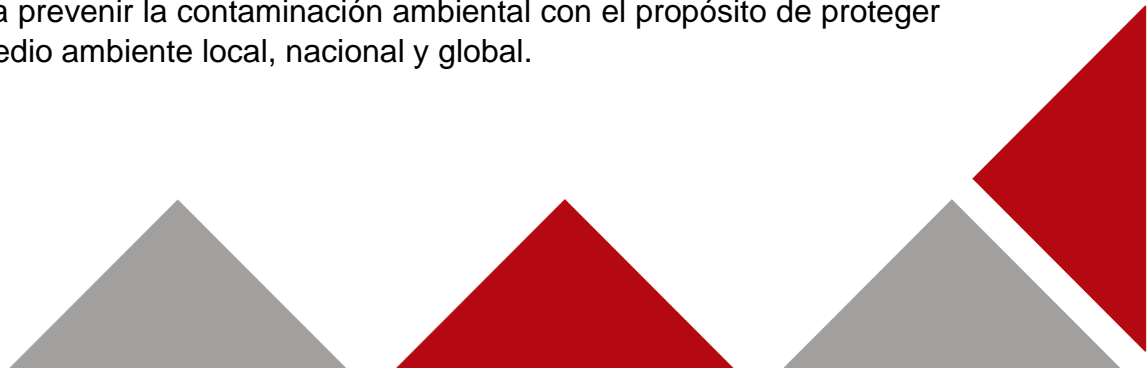 a prevenir la contaminación ambiental con el propósito de proteger
edio ambiente local, nacional y global.